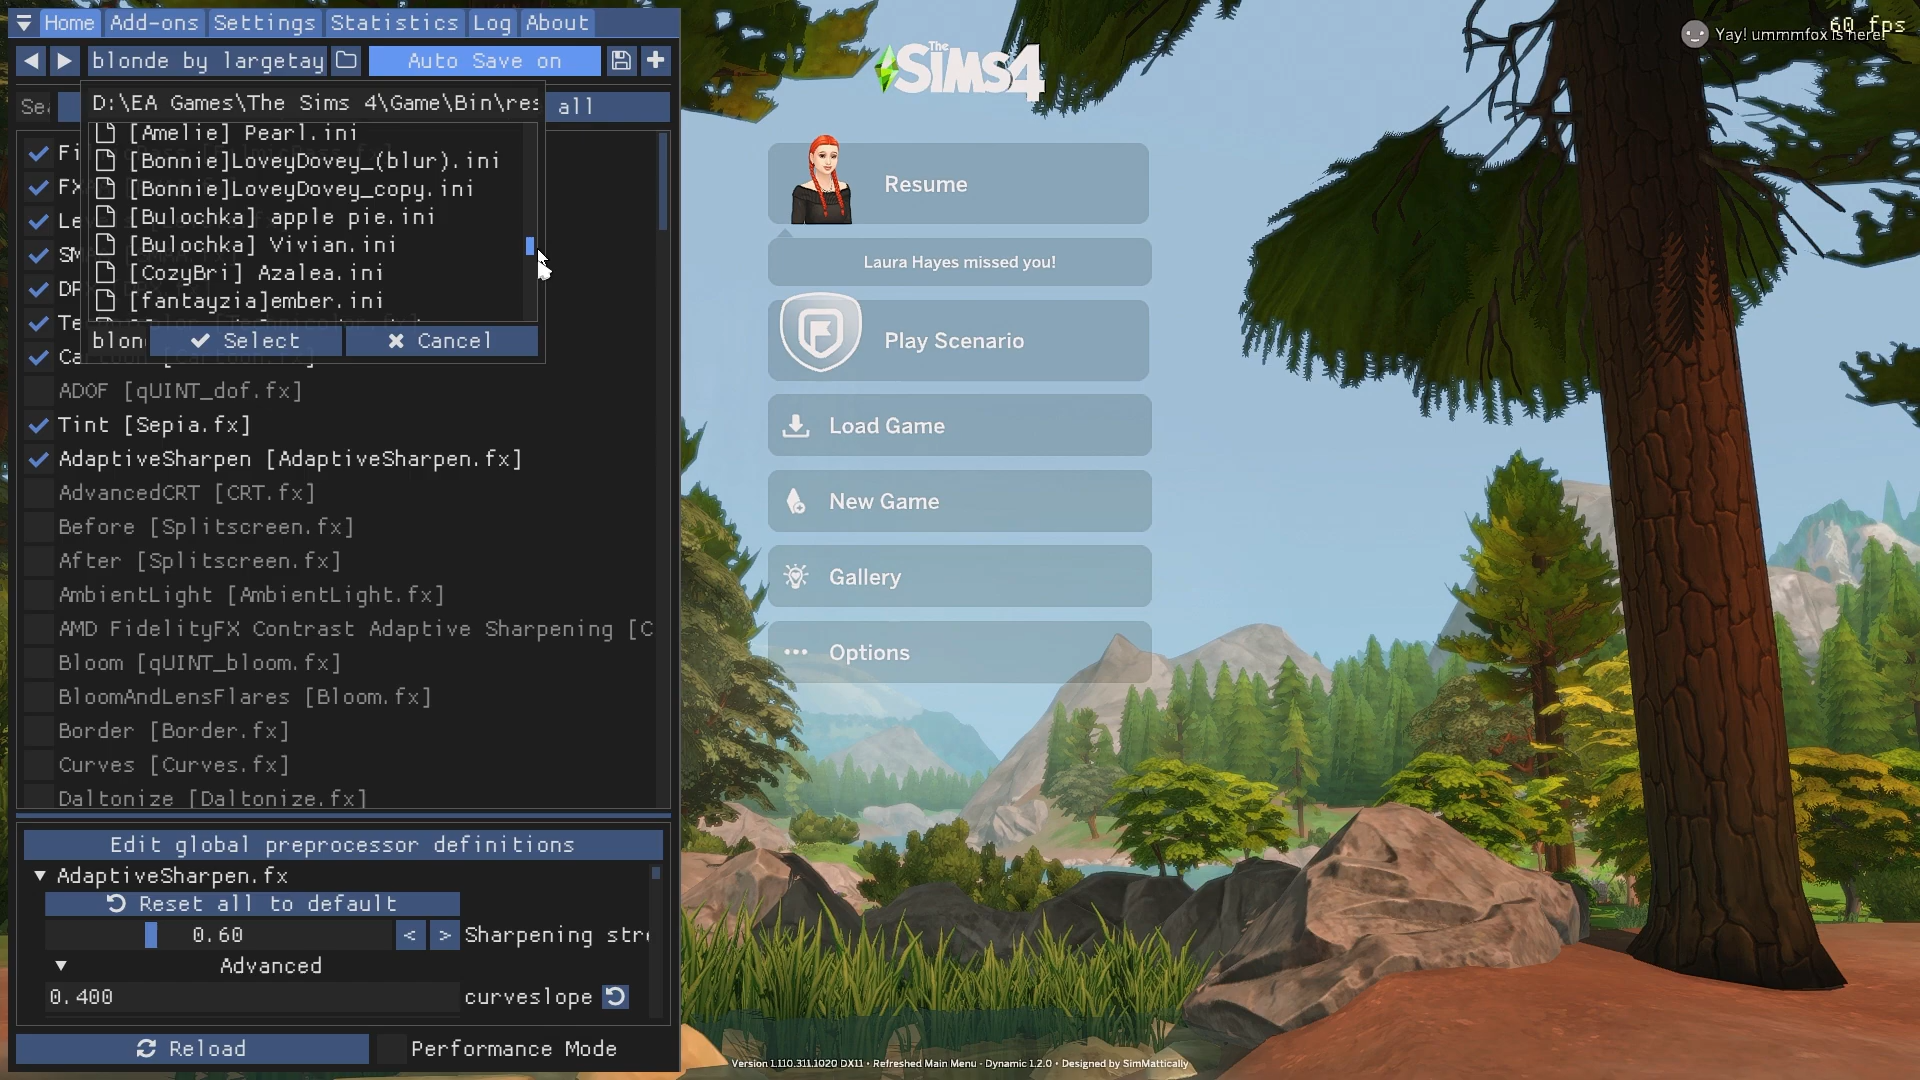 Home Add-ons Settings Statistics Log About
blonde by largetay Auto Save on
D:\EA Games\The Sims 4\Game\Bin\res
all
[Amelie] Pearl.ini
[Bonnie]LoveyDovey_(blur).ini
[Bonnie]LoveyDovey_copy.ini
[Bulochka] apple pie.ini
[Bulochka] Vivian.ini
[CozyBri] Azalea.ini
[fantayzia]ember.ini
blon Select Cancel
ADOF [qUINT_dof.fx]
Tint [Sepia.fx]
AdaptiveSharpen [AdaptiveSharpen.fx]
AdvancedCRT [CRT.fx]
Before [Splitscreen.fx]
After [Splitscreen.fx]
AmbientLight [AmbientLight.fx]
AMD FidelityFX Contrast Adaptive Sharpening [C
Bloom [qUINT_bloom.fx]
BloomAndLensFlares [Bloom.fx]
Border [Border.fx]
Curves [Curves.fx]
Daltonize [Daltonize.fx]
Edit global preprocessor definitions
AdaptiveSharpen.fx
Reset all to default
0.60 < > Sharpening str
Advanced
0.400 curveslope
Reload Performance Mode
The Sims 4
Resume
Laura Hayes missed you!
Play Scenario
Load Game
New Game
Gallery
Options
60 fps
Yay! ummmfox is here!
Version 1.110.311.1020 DX11 • Refreshed Main Menu - Dynamic 1.2.0 • Designed by SimMattically